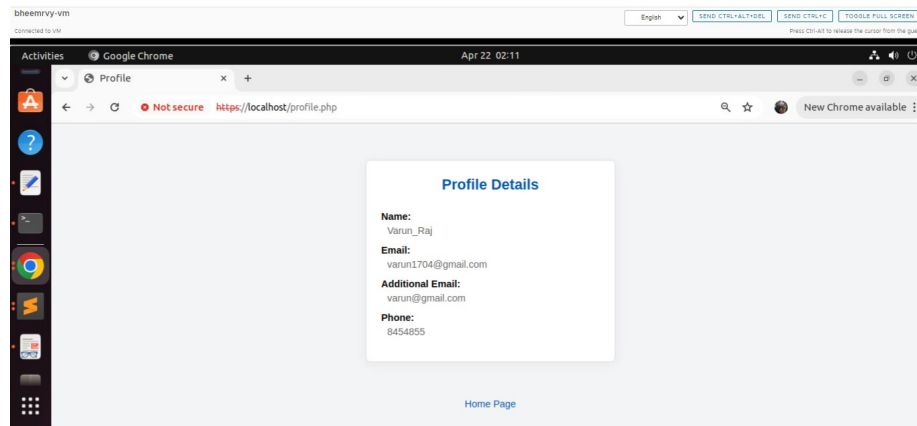 bheemrvy-vm
English
SEND CTRL+ALT+DEL
SEND CTRL+C
TOGGLE FULL SCREEN
Connected to VM
Press Ctrl-Alt to release the cursor from the gue
Activities
Google Chrome
Apr 22 02:11
Profile
Not secure
https://localhost/profile.php
New Chrome available
Profile Details
Name:
Varun_Raj
Email:
varun1704@gmail.com
Additional Email:
varun@gmail.com
Phone:
8454855
Home Page